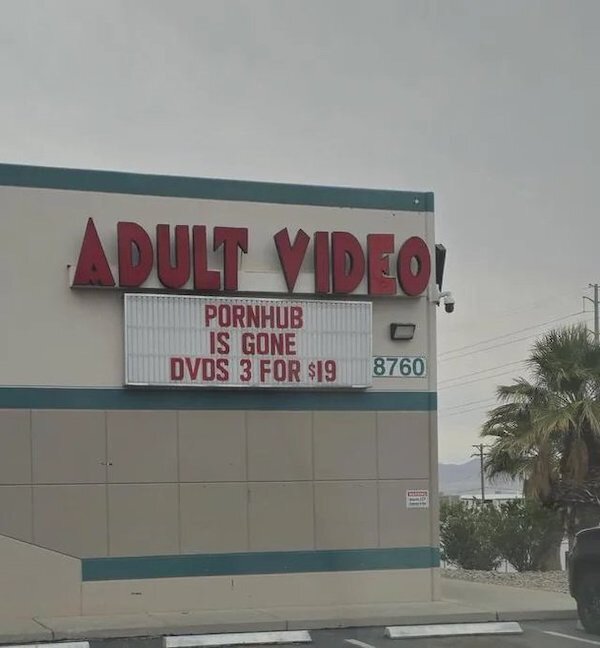 ADULT VIDEO
PORNHUB
IS GONE
DVDS 3 FOR $19
8760